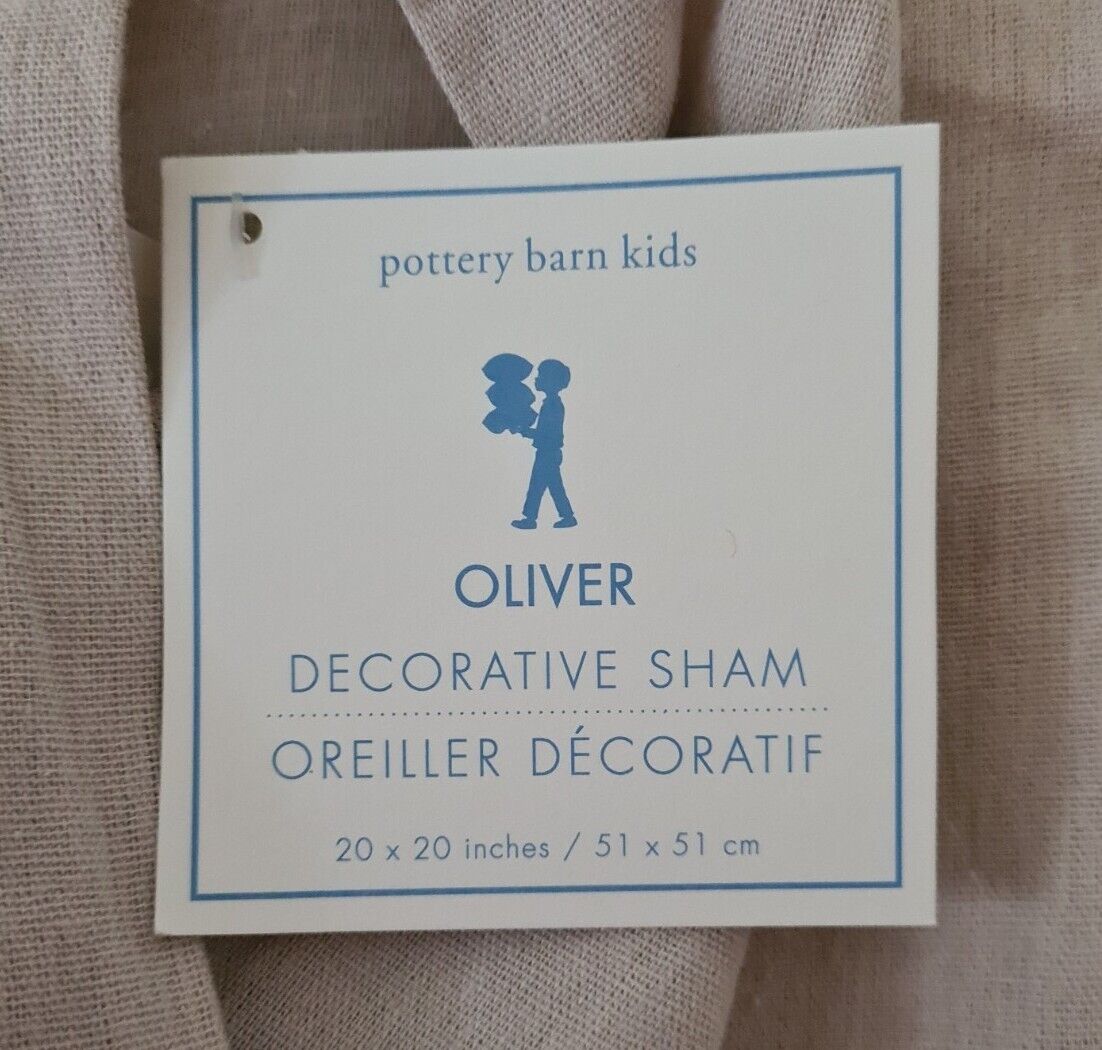 pottery barn kids
OLIVER
DECORATIVE SHAM
OREILLER DÉCORATIF
20 x 20 inches / 51 x 51 cm